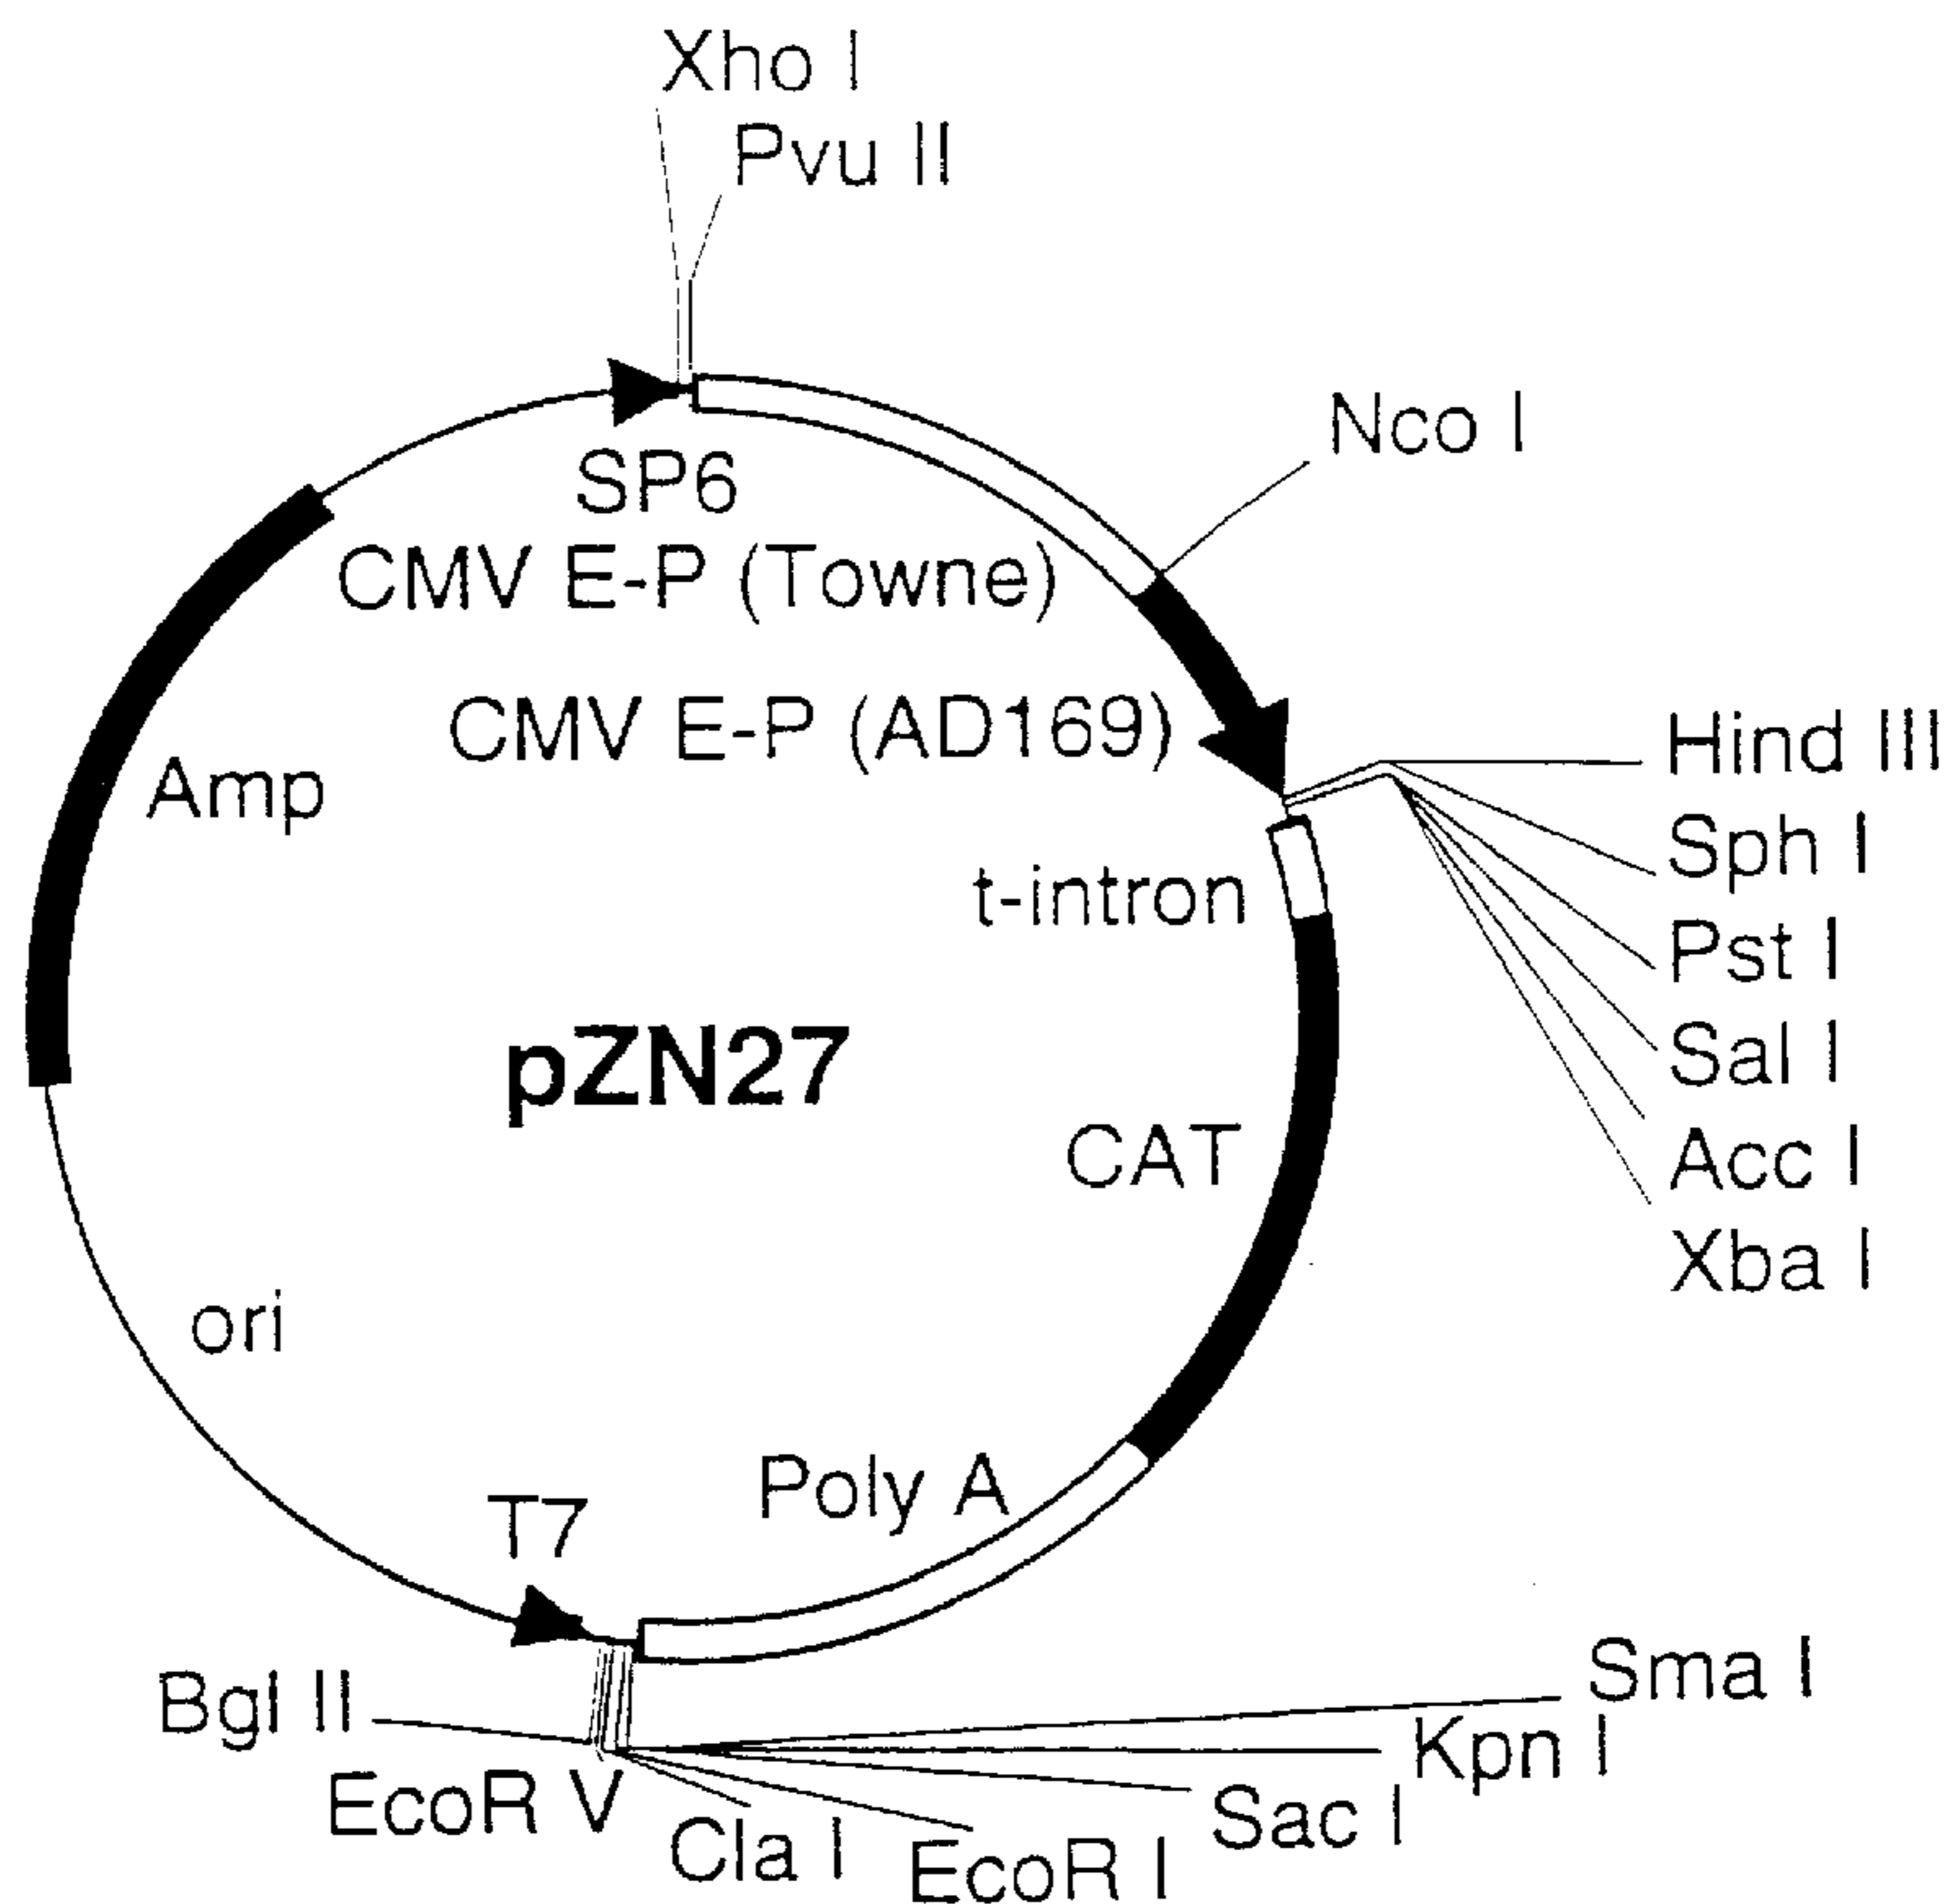 Xho I
Pvu II
Nco I
SP6
CMV E-P (Towne)
CMV E-P (AD169)
Hind III
Sph I
Pst I
Sal I
Acc I
Xba I
Amp
t-intron
pZN27
CAT
ori
Poly A
T7
Bgl II
EcoR V
Cla I
EcoR I
Sac I
Kpn I
Sma I